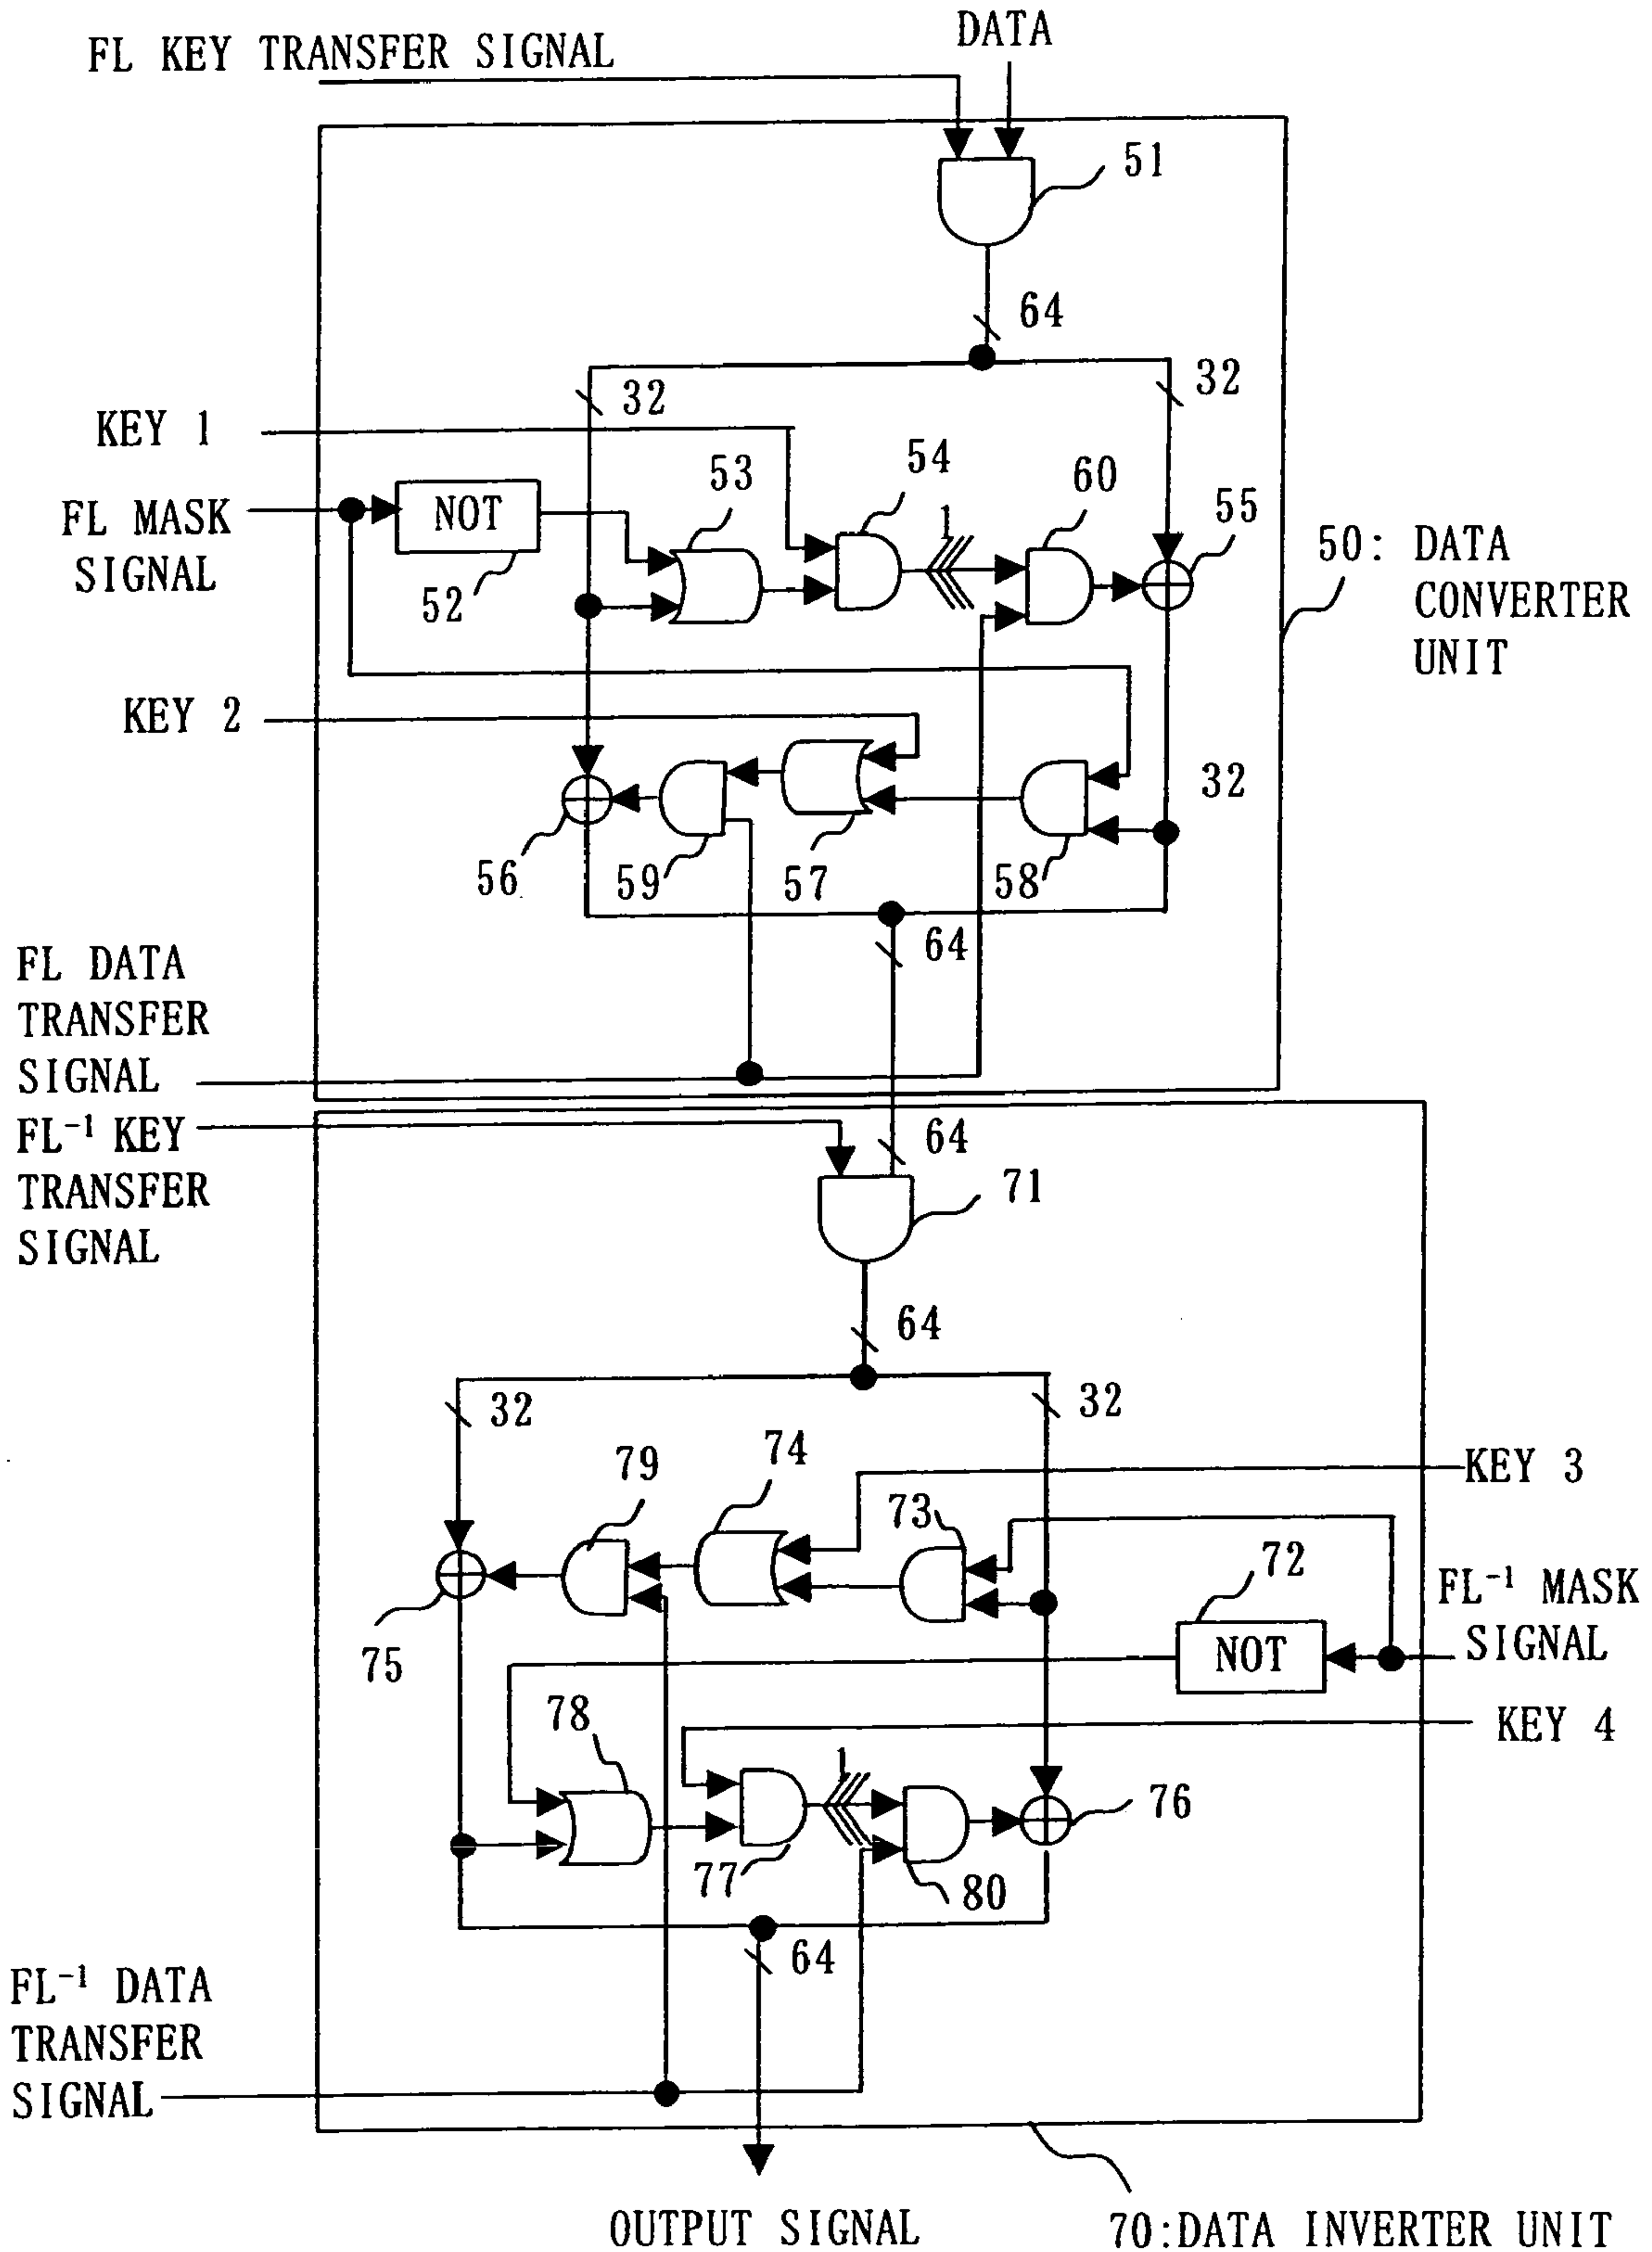 FL KEY TRANSFER SIGNAL
DATA
51
64
32
32
KEY 1
FL MASK
SIGNAL
NOT
52
53
54
1
60
55
50: DATA
CONVERTER
UNIT
KEY 2
32
56
59
57
58
64
FL DATA
TRANSFER
SIGNAL
FL⁻¹ KEY
TRANSFER
SIGNAL
64
71
64
32
32
79
74
73
KEY 3
72
NOT
FL⁻¹ MASK
SIGNAL
75
78
KEY 4
1
76
77
80
64
FL⁻¹ DATA
TRANSFER
SIGNAL
OUTPUT SIGNAL
70:DATA INVERTER UNIT